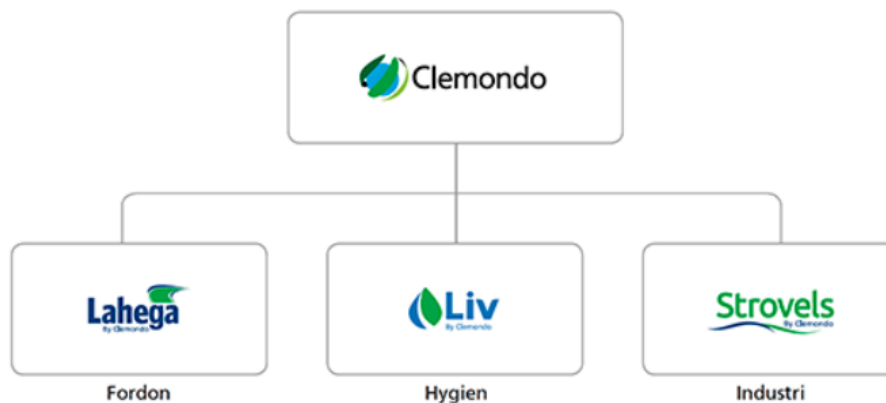 Clemondo
Lahega
By Clemondo
Liv
By Clemondo
Strovels
By Clemondo
Fordon
Hygien
Industri